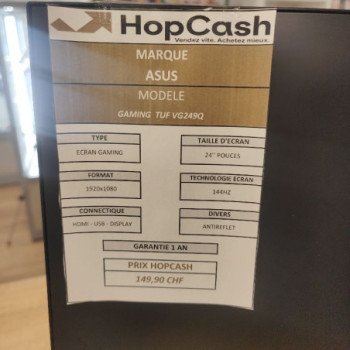 HopCash
Vendez vite. Achetez mieux.
MARQUE
ASUS
MODELE
GAMING TUF VG249Q
TYPE
ECRAN GAMING
TAILLE D'ECRAN
24" POUCES
FORMAT
1920x1080
TECHNOLOGIE ECRAN
144HZ
CONNECTIQUE
HDMI - USB - DISPLAY
DIVERS
ANTIREFLET
GARANTIE 1 AN
PRIX HOPCASH
149,90 CHF